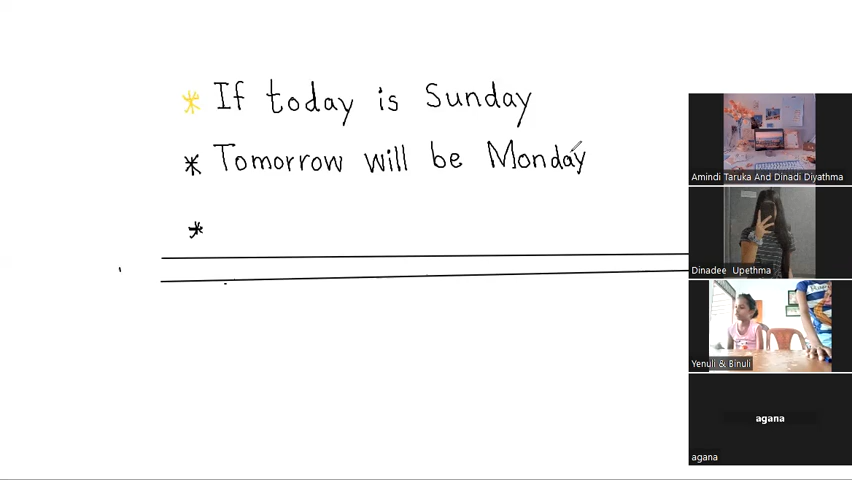 * If today is Sunday
* Tomorrow will be Monday
*
Amindi Taruka And Dinadi Diyathma
Dinadee Upethma
Yenuli & Binuli
agana
agana